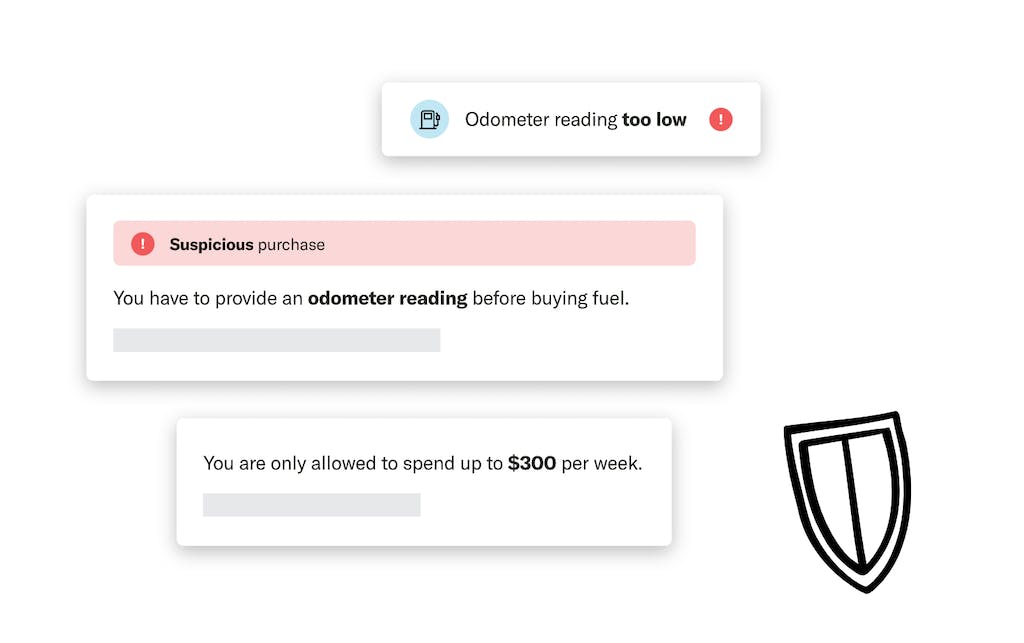 Odometer reading too low
Suspicious purchase
You have to provide an odometer reading before buying fuel.
You are only allowed to spend up to $300 per week.